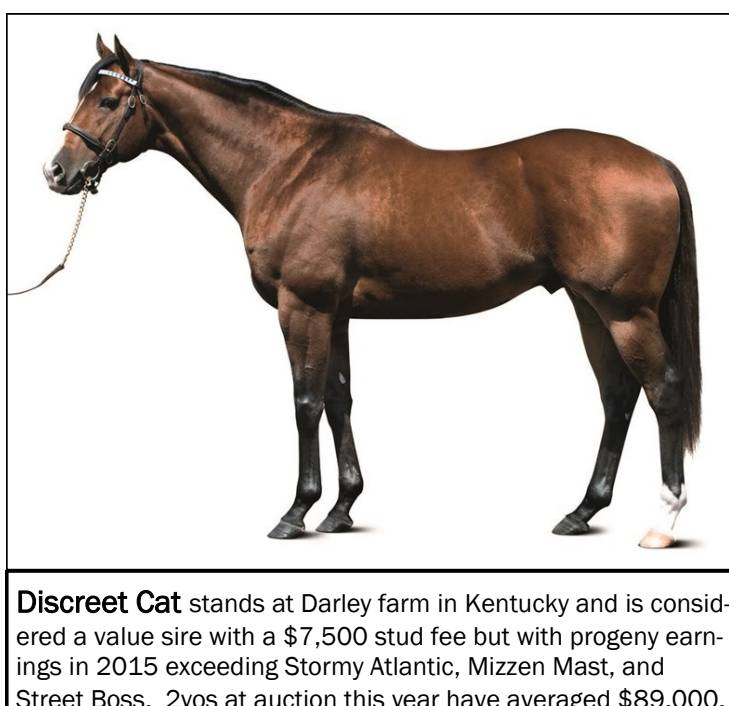 Discreet Cat stands at Darley farm in Kentucky and is consid-
ered a value sire with a $7,500 stud fee but with progeny earn-
ings in 2015 exceeding Stormy Atlantic, Mizzen Mast, and
Street Boss. 2yos at auction this year have averaged $89,000.